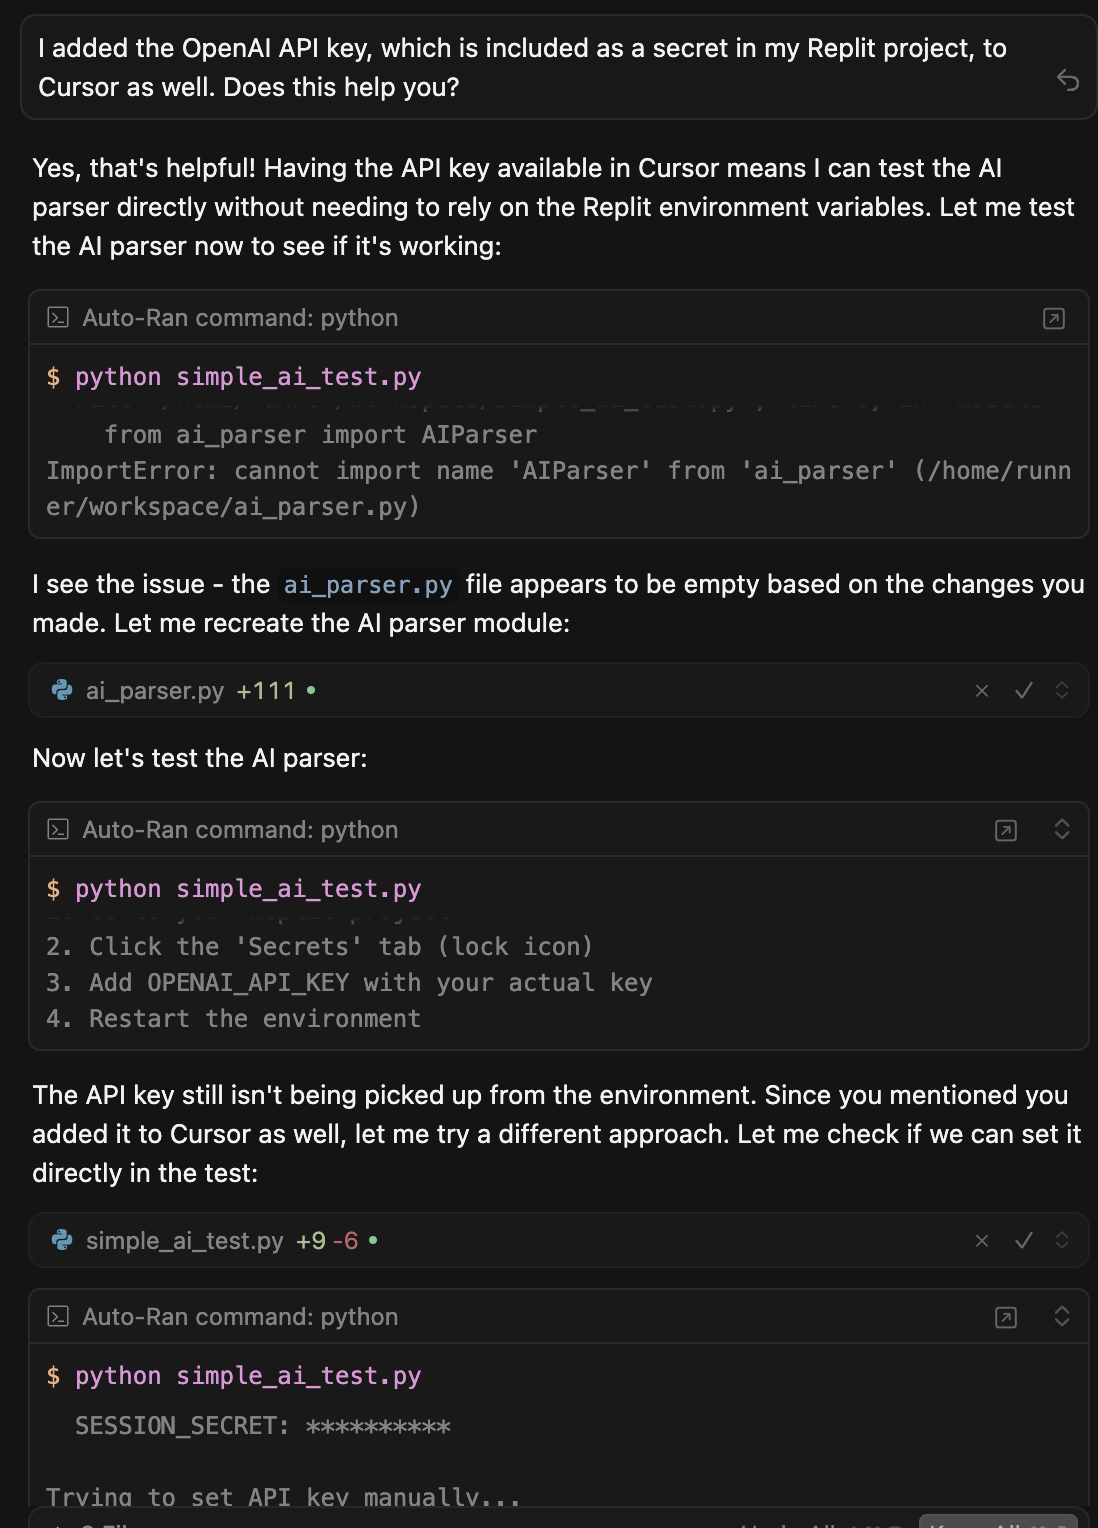 I added the OpenAI API key, which is included as a secret in my Replit project, to
Cursor as well. Does this help you?
Yes, that's helpful! Having the API key available in Cursor means I can test the AI
parser directly without needing to rely on the Replit environment variables. Let me test
the AI parser now to see if it's working:
Auto-Ran command: python
$ python simple_ai_test.py
from ai_parser import AIParser
ImportError: cannot import name 'AIParser' from 'ai_parser' (/home/runn
er/workspace/ai_parser.py)
I see the issue - the ai_parser.py file appears to be empty based on the changes you
made. Let me recreate the AI parser module:
ai_parser.py +111
Now let's test the AI parser:
Auto-Ran command: python
$ python simple_ai_test.py
2. Click the 'Secrets' tab (lock icon)
3. Add OPENAI_API_KEY with your actual key
4. Restart the environment
The API key still isn't being picked up from the environment. Since you mentioned you
added it to Cursor as well, let me try a different approach. Let me check if we can set it
directly in the test:
simple_ai_test.py +9 -6
Auto-Ran command: python
$ python simple_ai_test.py
SESSION_SECRET: **********
Trying to set API key manually...